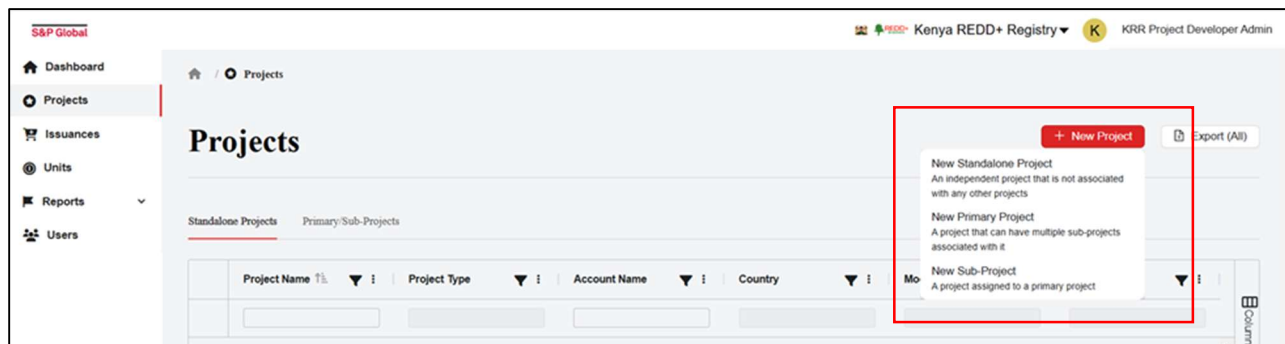 S&P Global
REDD+ Kenya REDD+ Registry
K
KRR Project Developer Admin
Dashboard
Projects
Issuances
Units
Reports
Users
/ Projects
Projects
+ New Project
Export (All)
New Standalone Project
An independent project that is not associated
with any other projects
New Primary Project
A project that can have multiple sub-projects
associated with it
New Sub-Project
A project assigned to a primary project
Standalone Projects
Primary/Sub-Projects
Project Name
Project Type
Account Name
Country
Mo
Column